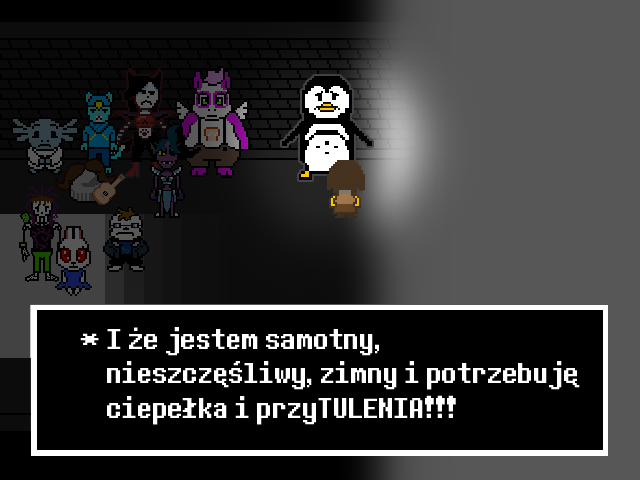 * I że jestem samotny,
nieszczęśliwy, zimny i potrzebuję
ciepełka i przyTULENIA!!!